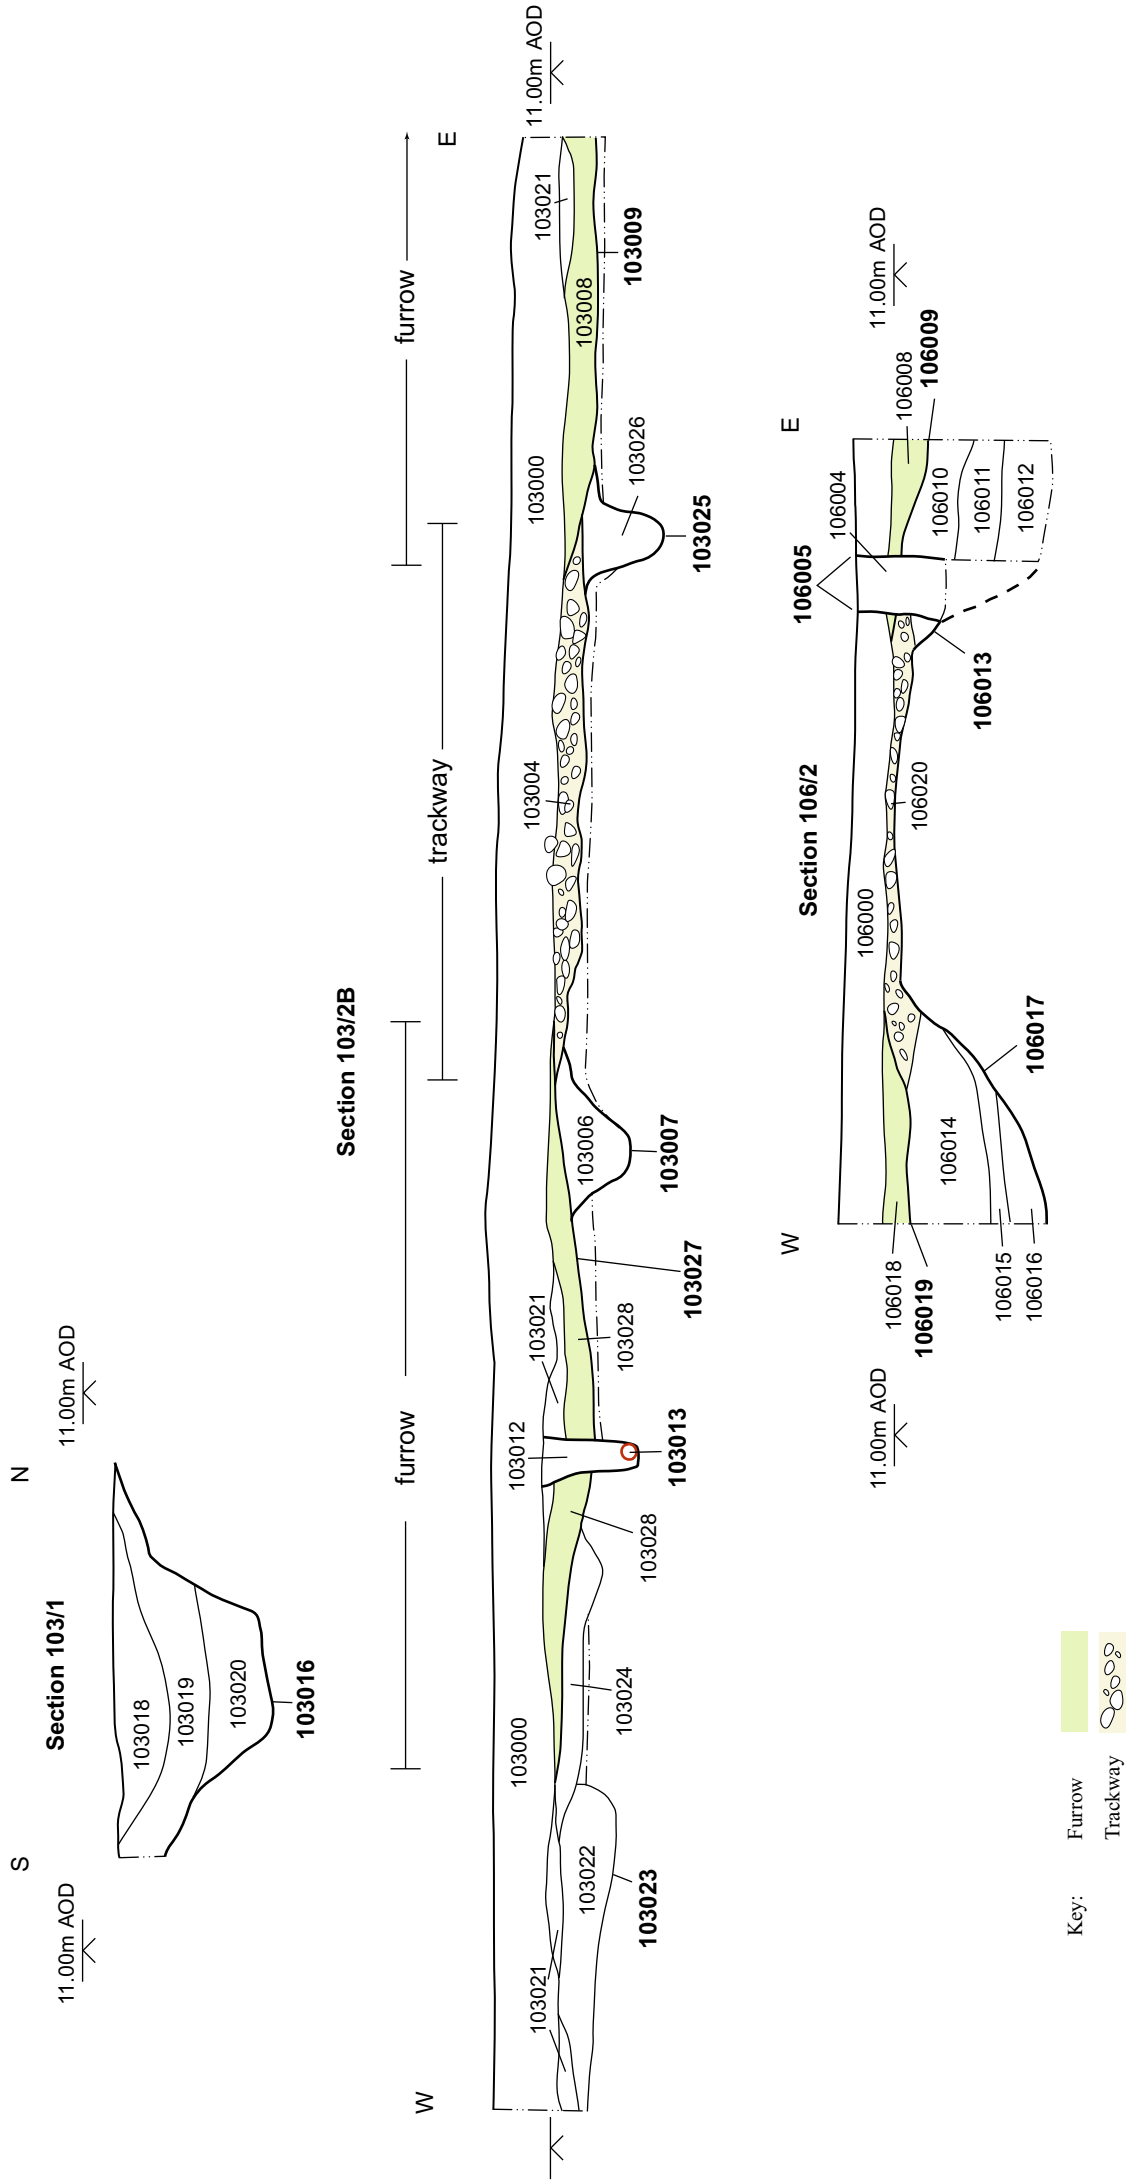 Section 103/1
S
N
11.00m AOD
11.00m AOD
103018
103019
103020
103016
Section 103/2B
furrow
trackway
furrow
W
E
11.00m AOD
103000
103000
103021
103021
103021
103012
103004
103008
103006
103022
103024
103028
103028
103026
103023
103013
103027
103007
103025
103009
Section 106/2
W
E
11.00m AOD
11.00m AOD
106005
106004
106000
106008
106009
106018
106019
106014
106020
106010
106011
106012
106015
106016
106017
106013
Key:
Furrow
Trackway